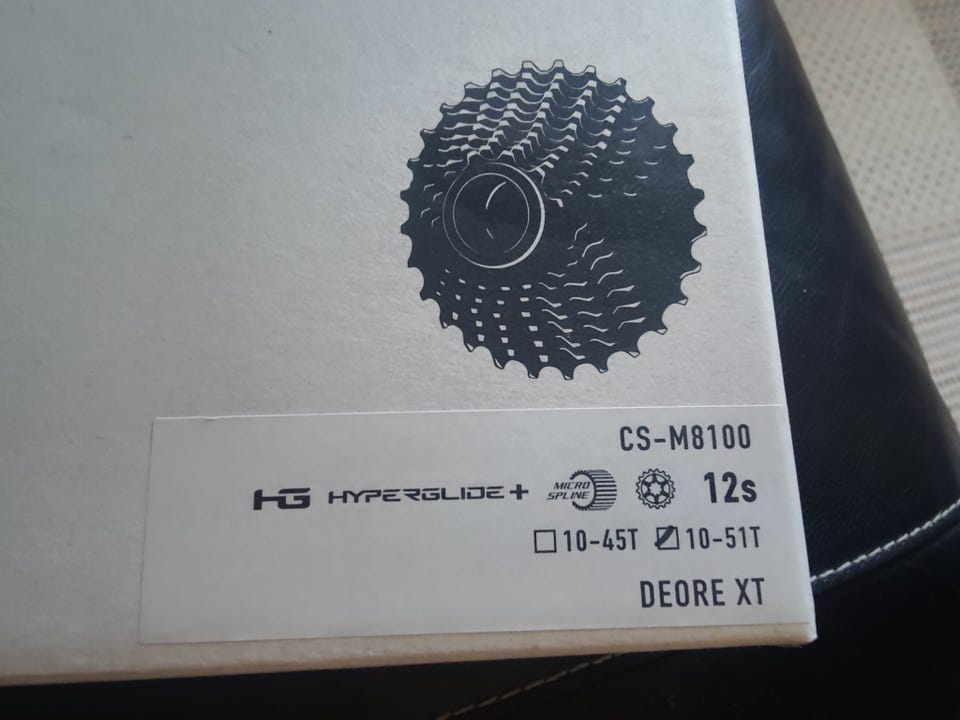 CS-M8100
HG HYPERGLIDE+ MICRO SPLINE 12s
☐ 10-45T ☑ 10-51T
DEORE XT